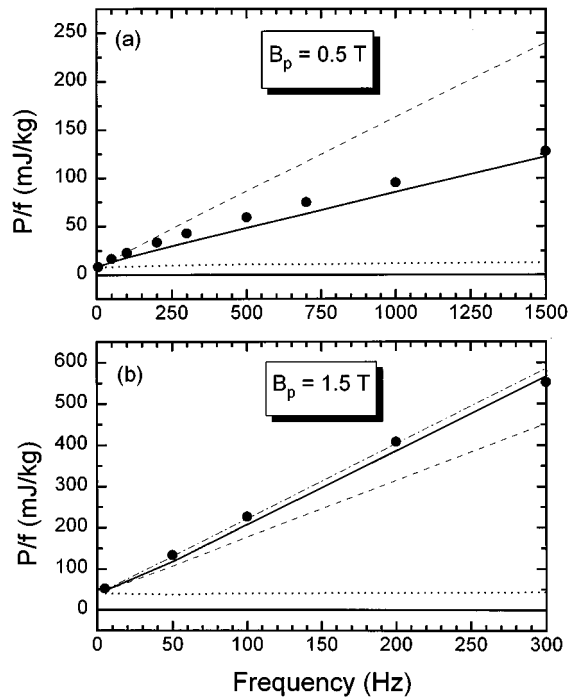 (a)
B_p = 0.5 T
P/f (mJ/kg)
250
200
150
100
50
0
0 250 500 750 1000 1250 1500
(b)
B_p = 1.5 T
P/f (mJ/kg)
600
500
400
300
200
100
0
0 50 100 150 200 250 300
Frequency (Hz)